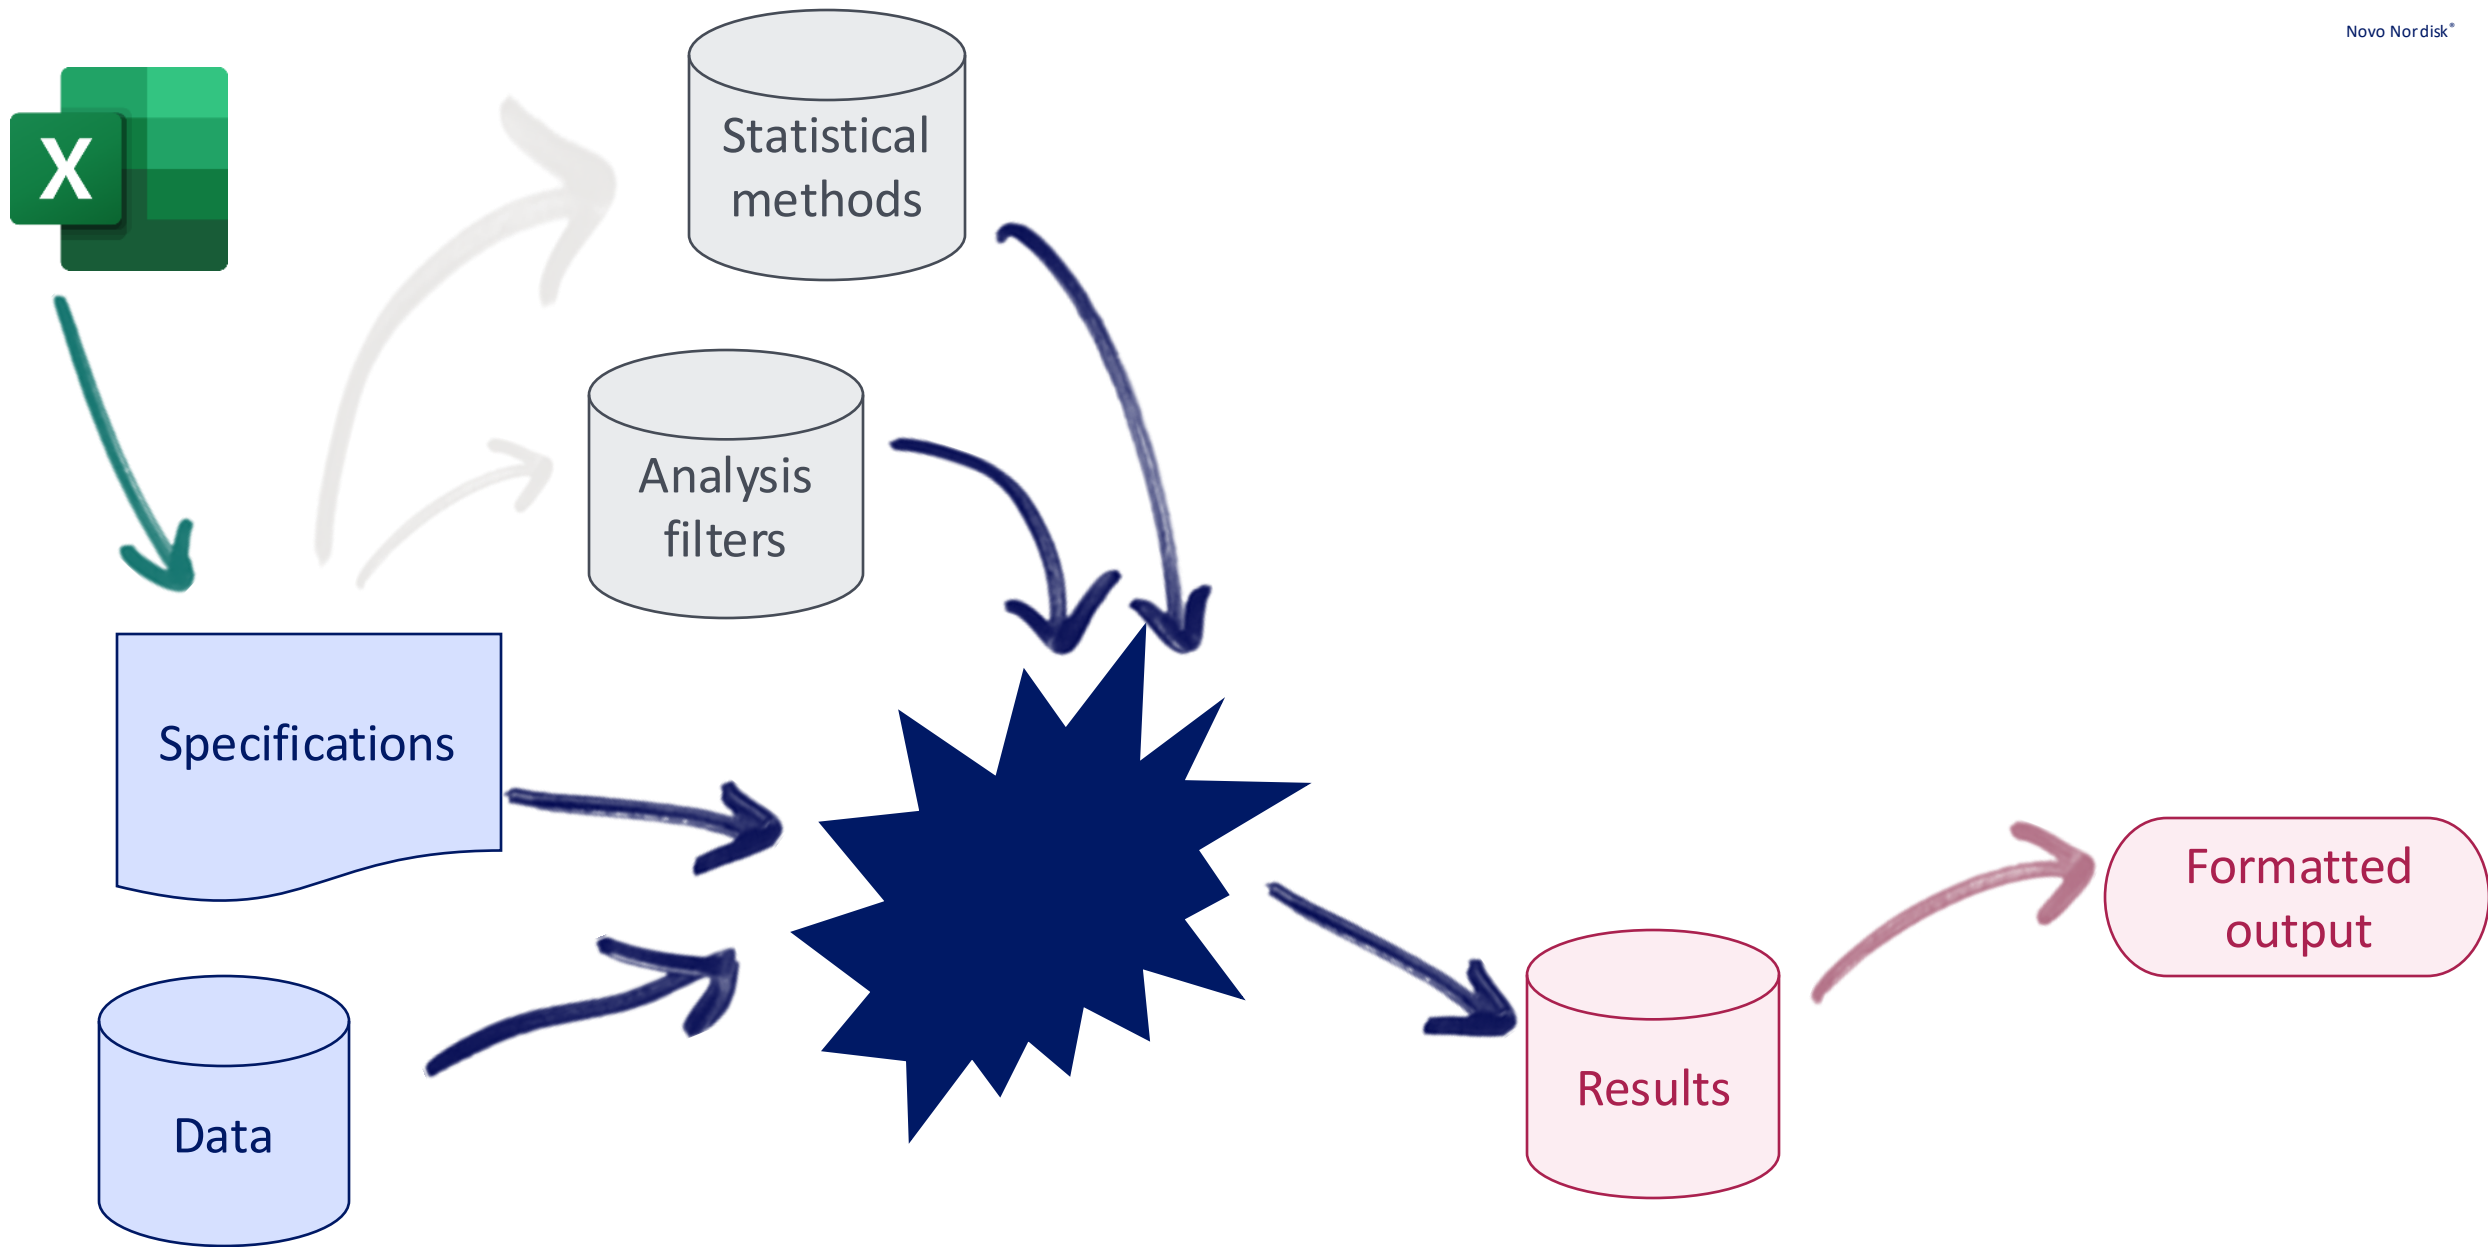 Novo Nordisk®
X
Statistical
methods
Analysis
filters
Specifications
Data
Results
Formatted
output